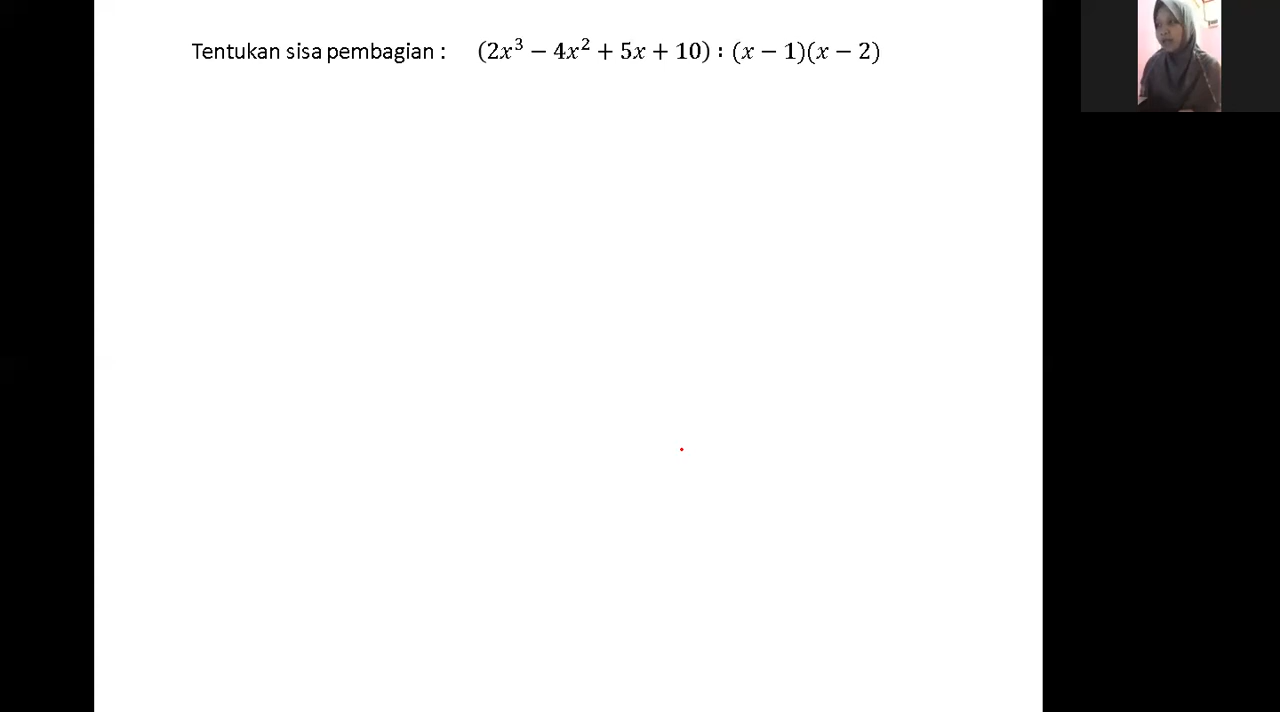 Tentukan sisa pembagian : (2x³ − 4x² + 5x + 10) : (x − 1)(x − 2)